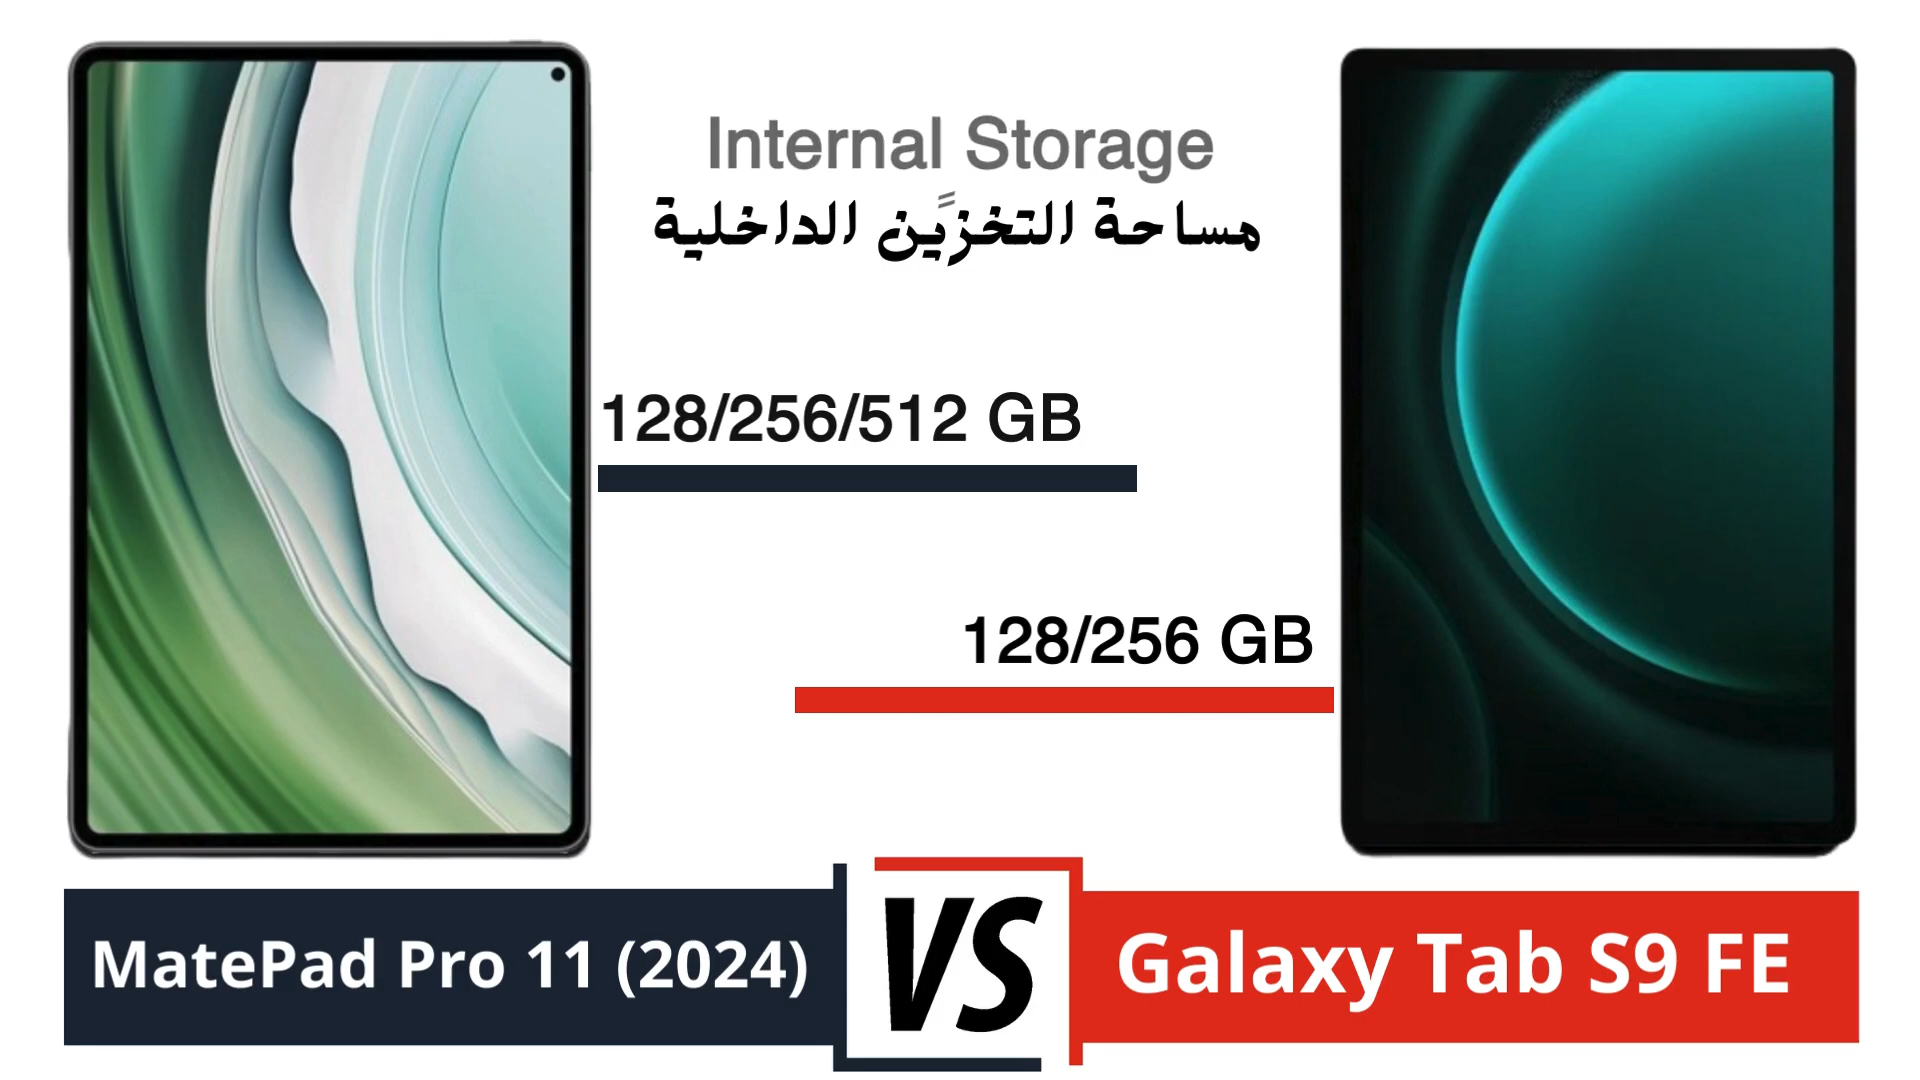 Internal Storage
مساحة التخزيًن الداخلية
128/256/512 GB
128/256 GB
MatePad Pro 11 (2024)
VS
Galaxy Tab S9 FE